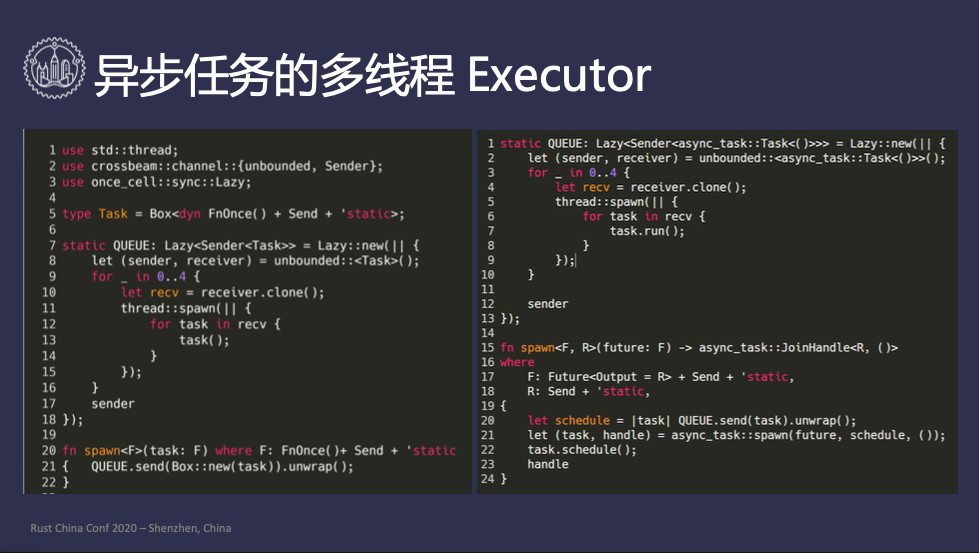 异步任务的多线程 Executor
1 use std::thread;
2 use crossbeam::channel::{unbounded, Sender};
3 use once_cell::sync::Lazy;
4
5 type Task = Box<dyn FnOnce() + Send + 'static>;
6
7 static QUEUE: Lazy<Sender<Task>> = Lazy::new(|| {
8     let (sender, receiver) = unbounded::<Task>();
9     for _ in 0..4 {
10         let recv = receiver.clone();
11         thread::spawn(|| {
12             for task in recv {
13                 task();
14             }
15         });
16     }
17     sender
18 });
19
20 fn spawn<F>(task: F) where F: FnOnce()+ Send + 'static
21 {   QUEUE.send(Box::new(task)).unwrap();
22 }
1 static QUEUE: Lazy<Sender<async_task::Task<()>>> = Lazy::new(|| {
2     let (sender, receiver) = unbounded::<async_task::Task<()>>();
3     for _ in 0..4 {
4         let recv = receiver.clone();
5         thread::spawn(|| {
6             for task in recv {
7                 task.run();
8             }
9         });
10     }
11
12     sender
13 });
14
15 fn spawn<F, R>(future: F) -> async_task::JoinHandle<R, ()>
16 where
17     F: Future<Output = R> + Send + 'static,
18     R: Send + 'static,
19 {
20     let schedule = |task| QUEUE.send(task).unwrap();
21     let (task, handle) = async_task::spawn(future, schedule, ());
22     task.schedule();
23     handle
24 }
Rust China Conf 2020 – Shenzhen, China